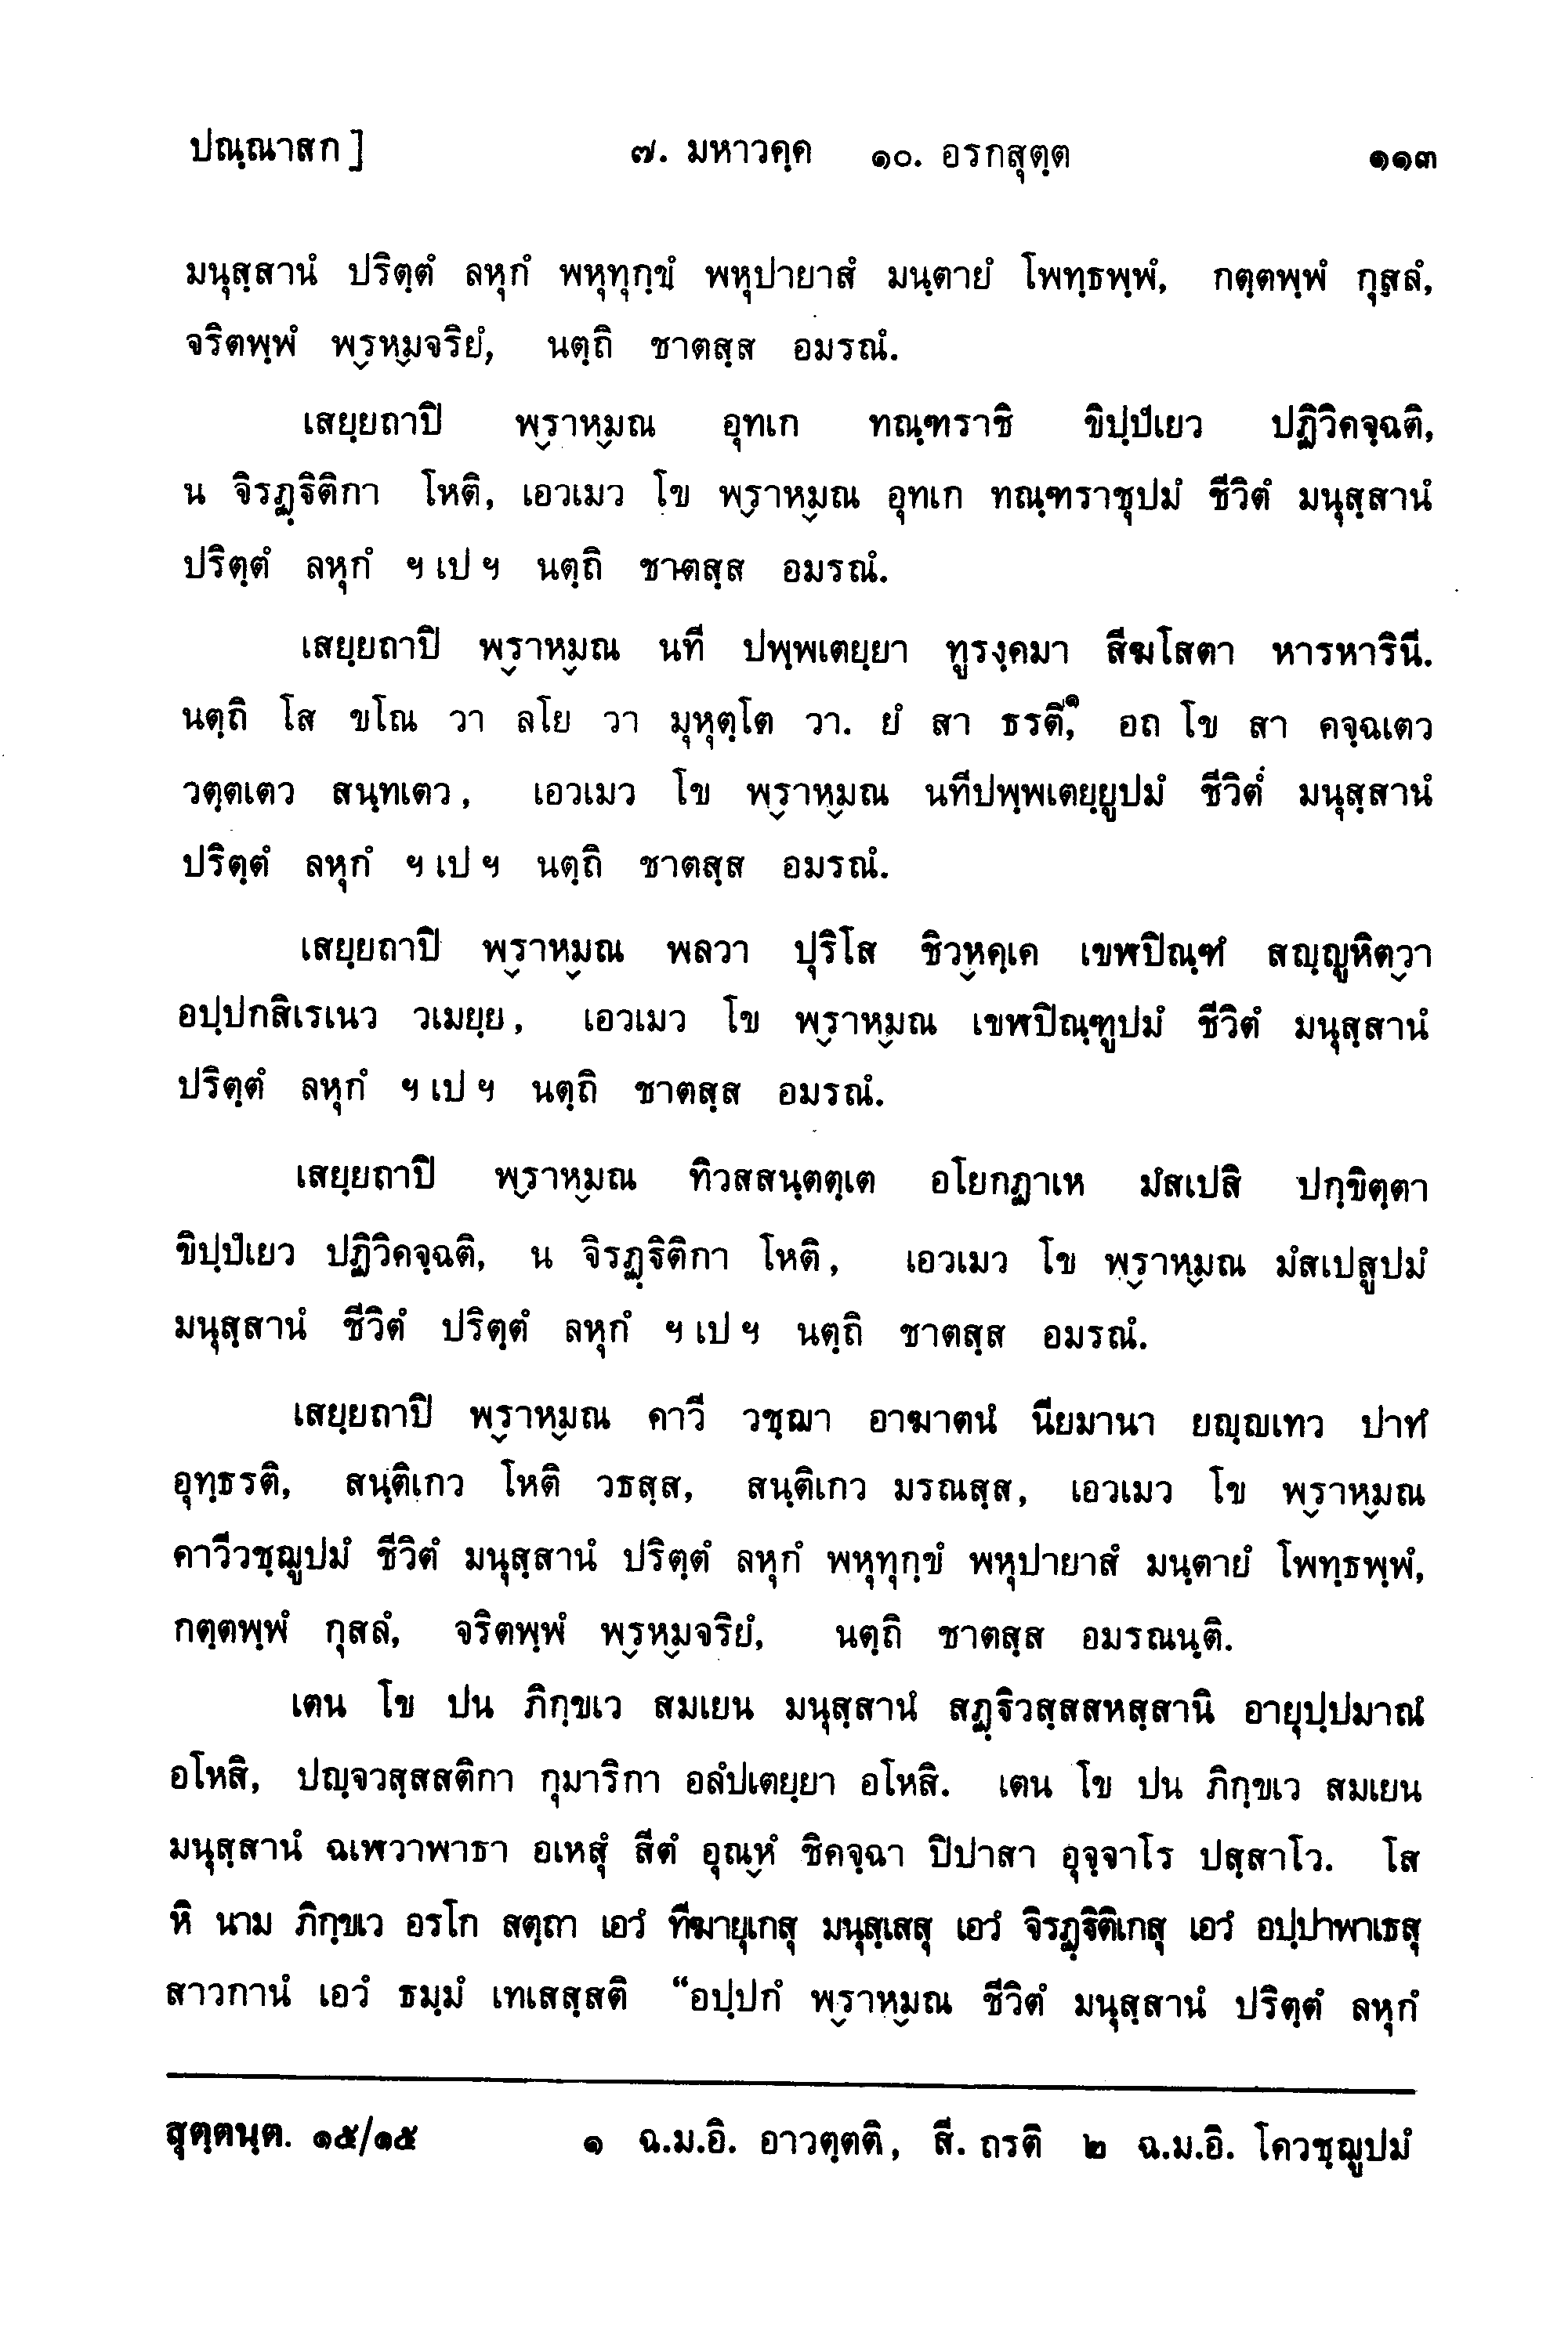 ปณฺณาสก] ๗. มหาวคฺค ๑๐. อรกสุตฺต ๑๑๓
มนุสฺสานํ ปริตฺตํ ลหุกํ พหุทุกฺขํ พหุปายาสํ มนฺตายํ โพทฺธพฺพํ, กตฺตพฺพํ กุสลํ,
จริตพฺพํ พฺรหฺมจริยํ, นตฺถิ ชาตสฺส อมรณํ.
เสยฺยถาปิ พฺราหฺมณ อุทเก ทณฺฑราชิ ขิปฺปํเยว ปฏิวิคจฺฉติ,
น จิรฏฺฐิติกา โหติ, เอวเมว โข พฺราหฺมณ อุทเก ทณฺฑราชุปมํ ชีวิตํ มนุสฺสานํ
ปริตฺตํ ลหุกํ ฯ เป ฯ นตฺถิ ชาตสฺส อมรณํ.
เสยฺยถาปิ พฺราหฺมณ นที ปพฺพเตยฺยา ทูรงฺคมา สีฆโสตา หารหารินี.
นตฺถิ โส ขโณ วา ลโย วา มุหุตฺโต วา. ยํ สา ธรติ,๑ อถ โข สา คจฺฉเตว
วตฺตเตว สนฺทเตว, เอวเมว โข พฺราหฺมณ นทีปพฺพเตยฺยูปมํ ชีวิตํ มนุสฺสานํ
ปริตฺตํ ลหุกํ ฯ เป ฯ นตฺถิ ชาตสฺส อมรณํ.
เสยฺยถาปิ พฺราหฺมณ พลวา ปุริโส ชิวฺหคฺเค เขฬปิณฺฑํ สญฺญูหิตฺวา
อปฺปกสิเรเนว วเมยฺย, เอวเมว โข พฺราหฺมณ เขฬปิณฺฑูปมํ ชีวิตํ มนุสฺสานํ
ปริตฺตํ ลหุกํ ฯ เป ฯ นตฺถิ ชาตสฺส อมรณํ.
เสยฺยถาปิ พฺราหฺมณ ทิวสสนฺตตฺเต อโยกฏาเห มํสเปสิ ปกฺขิตฺตา
ขิปฺปํเยว ปฏิวิคจฺฉติ, น จิรฏฺฐิติกา โหติ, เอวเมว โข พฺราหฺมณ มํสเปสูปมํ
มนุสฺสานํ ชีวิตํ ปริตฺตํ ลหุกํ ฯ เป ฯ นตฺถิ ชาตสฺส อมรณํ.
เสยฺยถาปิ พฺราหฺมณ คาวี วชฺฌา อาฆาตนํ นียมานา ยญฺญเทว ปาทํ
อุทฺธรติ, สนฺติเกว โหติ วธสฺส, สนฺติเกว มรณสฺส, เอวเมว โข พฺราหฺมณ
คาวีวชฺฌูปมํ ชีวิตํ มนุสฺสานํ ปริตฺตํ ลหุกํ พหุทุกฺขํ พหุปายาสํ มนฺตายํ โพทฺธพฺพํ,
กตฺตพฺพํ กุสลํ, จริตพฺพํ พฺรหฺมจริยํ, นตฺถิ ชาตสฺส อมรณนฺติ.
เตน โข ปน ภิกฺขเว สมเยน มนุสฺสานํ สฏฺฐิวสฺสสหสฺสานิ อายุปฺปมาณํ
อโหสิ, ปญฺจวสฺสสติกา กุมาริกา อลํปเตยฺยา อโหสิ. เตน โข ปน ภิกฺขเว สมเยน
มนุสฺสานํ ฉเฬวาพาธา อเหสุํ สีตํ อุณฺหํ ชิคจฺฉา ปิปาสา อุจฺจาโร ปสฺสาโว. โส
หิ นาม ภิกฺขเว อรโก สตฺถา เอวํ ทีฆายุเกสุ มนุสฺเสสุ เอวํ จิรฏฺฐิติเกสุ เอวํ อปฺปาพาเธสุ
สาวกานํ เอวํ ธมฺมํ เทเสสฺสติ “อปฺปกํ พฺราหฺมณ ชีวิตํ มนุสฺสานํ ปริตฺตํ ลหุกํ
สุตฺตนฺต. ๑๕/๑๕ ๑ ฉ.ม.อิ. อาวตฺตติ, สี. ถรติ ๒ ฉ.ม.อิ. โควชฺฌูปมํ